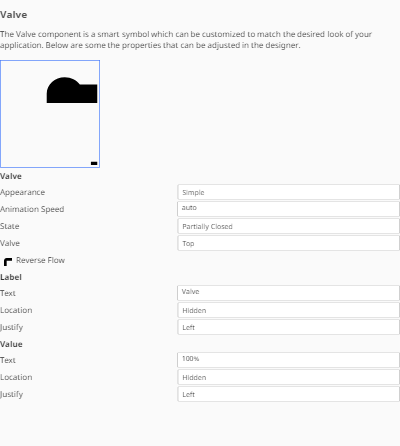 Valve
The Valve component is a smart symbol which can be customized to match the desired look of your
application. Below are some the properties that can be adjusted in the designer.
Valve
Appearance Simple
Animation Speed auto
State Partially Closed
Valve Top
Reverse Flow
Label
Text Valve
Location Hidden
Justify Left
Value
Text 100%
Location Hidden
Justify Left